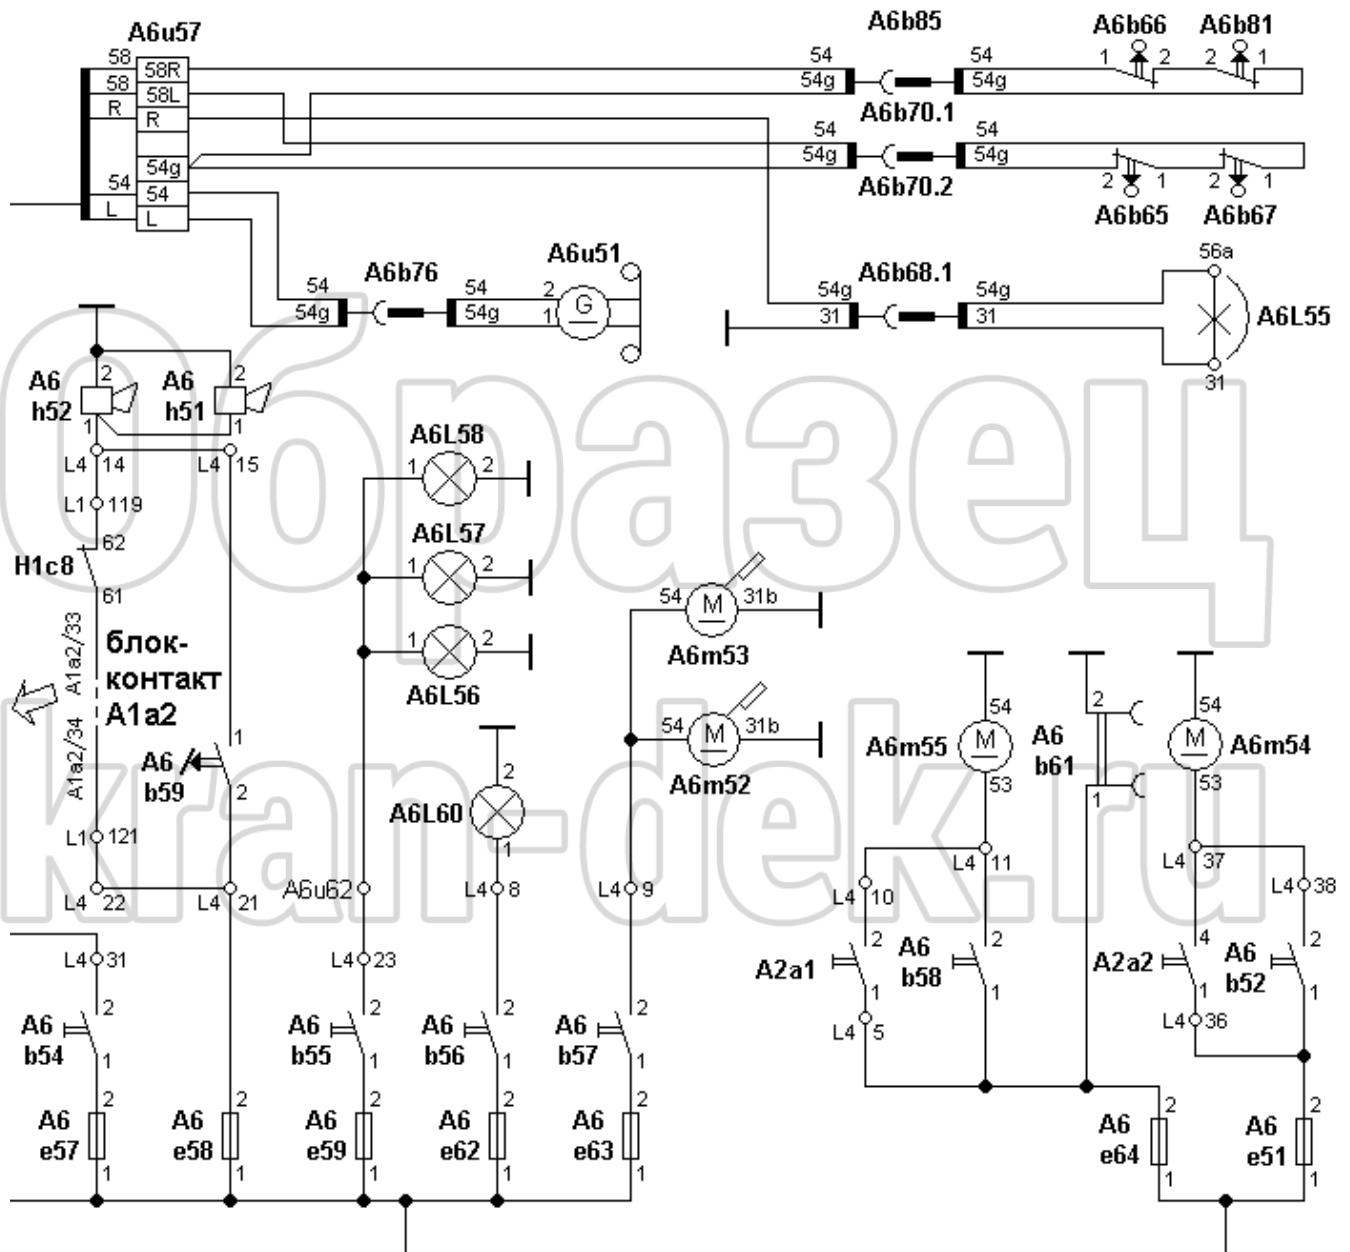 A6u57
A6b85
A6b66 A6b81
58 58R 54 54 1 2 2 1
58 58L 54g 54g
R R A6b70.1
54 54
54g 54g 54g 2 1 2 1
54 54 A6b70.2
L L A6b65 A6b67
A6u51 56a
A6b76 A6b68.1
54 54 2 G 54g 54g
54g 54g 1 31 31 A6L55
2 2 31
A6 A6
h52 h51
1 1
A6L58
L4 14 L4 15 1 2
L1 119
62 A6L57
H1c8 1 2
61 54 M 31b
A1a2/33
блок-
контакт
A1a2
1 2
A6m53
A6L56
54 M 31b
A1a2/34
1
A6
b59
2
2
A6L60
1
A6m52
54 2 54
A6m55 M A6 M A6m54
b61
53 1 53
L1 121
L4 22 L4 21 A6u62 L4 8 L4 9
L4 11 L4 37
L4 10 L4 38
L4 31 L4 23
2 2 4 2
A2a1 A6 A2a2 A6
b58 b52
1 1 1 1
L4 5 L4 36
2 2 2 2
A6 A6 A6 A6
b54 b55 b56 b57
1 1 1 1
2 2 2 2 2 2 2
A6 A6 A6 A6 A6 A6 A6
e57 e58 e59 e62 e63 e64 e51
1 1 1 1 1 1 1
Образец
kran-dek.ru